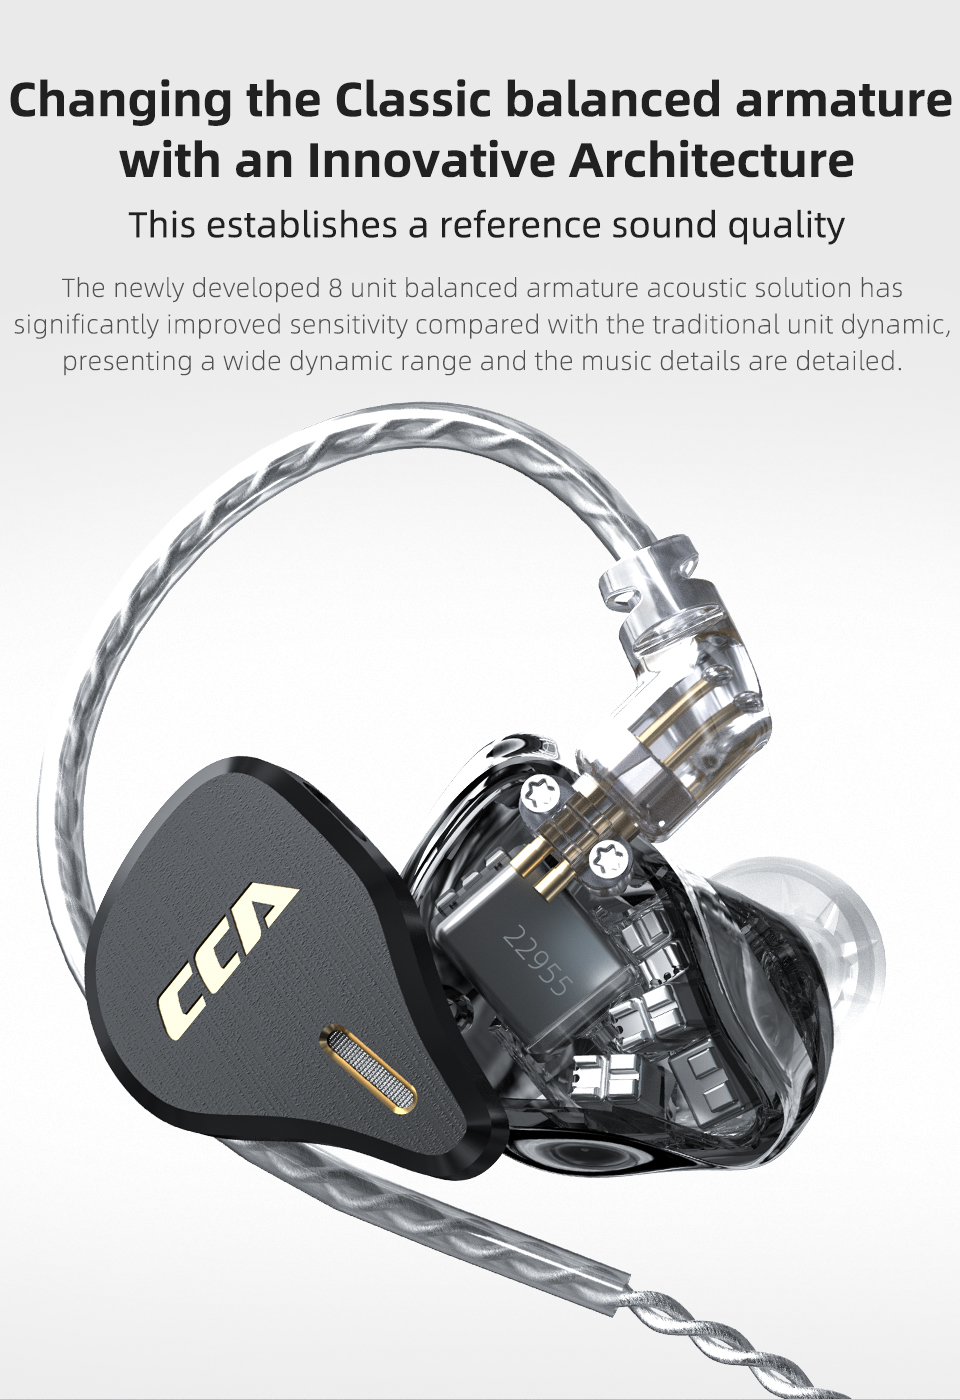 Changing the Classic balanced armature
with an Innovative Architecture
This establishes a reference sound quality
The newly developed 8 unit balanced armature acoustic solution has
significantly improved sensitivity compared with the traditional unit dynamic,
presenting a wide dynamic range and the music details are detailed.
CCA
22955